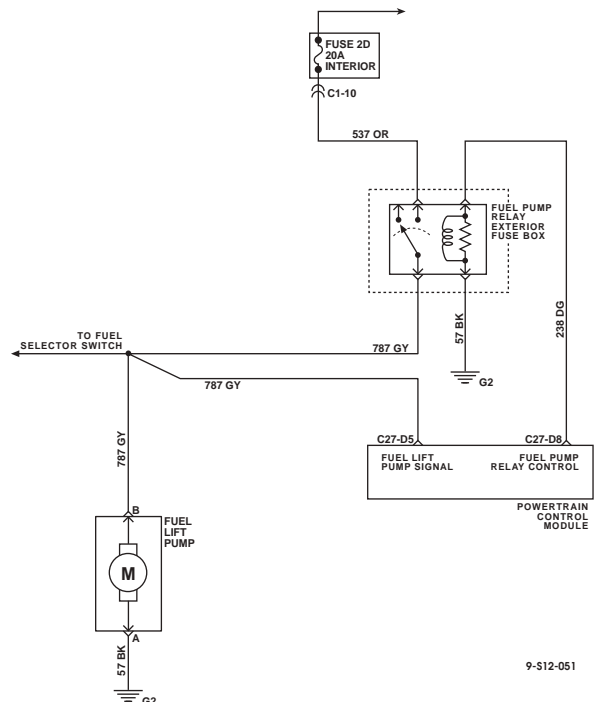 FUSE 2D
20A
INTERIOR
C1-10
537 OR
FUEL PUMP
RELAY
EXTERIOR
FUSE BOX
TO FUEL
SELECTOR SWITCH
787 GY
57 BK
238 DG
G2
787 GY
787 GY
C27-D5
C27-D8
FUEL LIFT
PUMP SIGNAL
FUEL PUMP
RELAY CONTROL
POWERTRAIN
CONTROL
MODULE
B
FUEL
LIFT
PUMP
M
A
57 BK
G2
9-S12-051